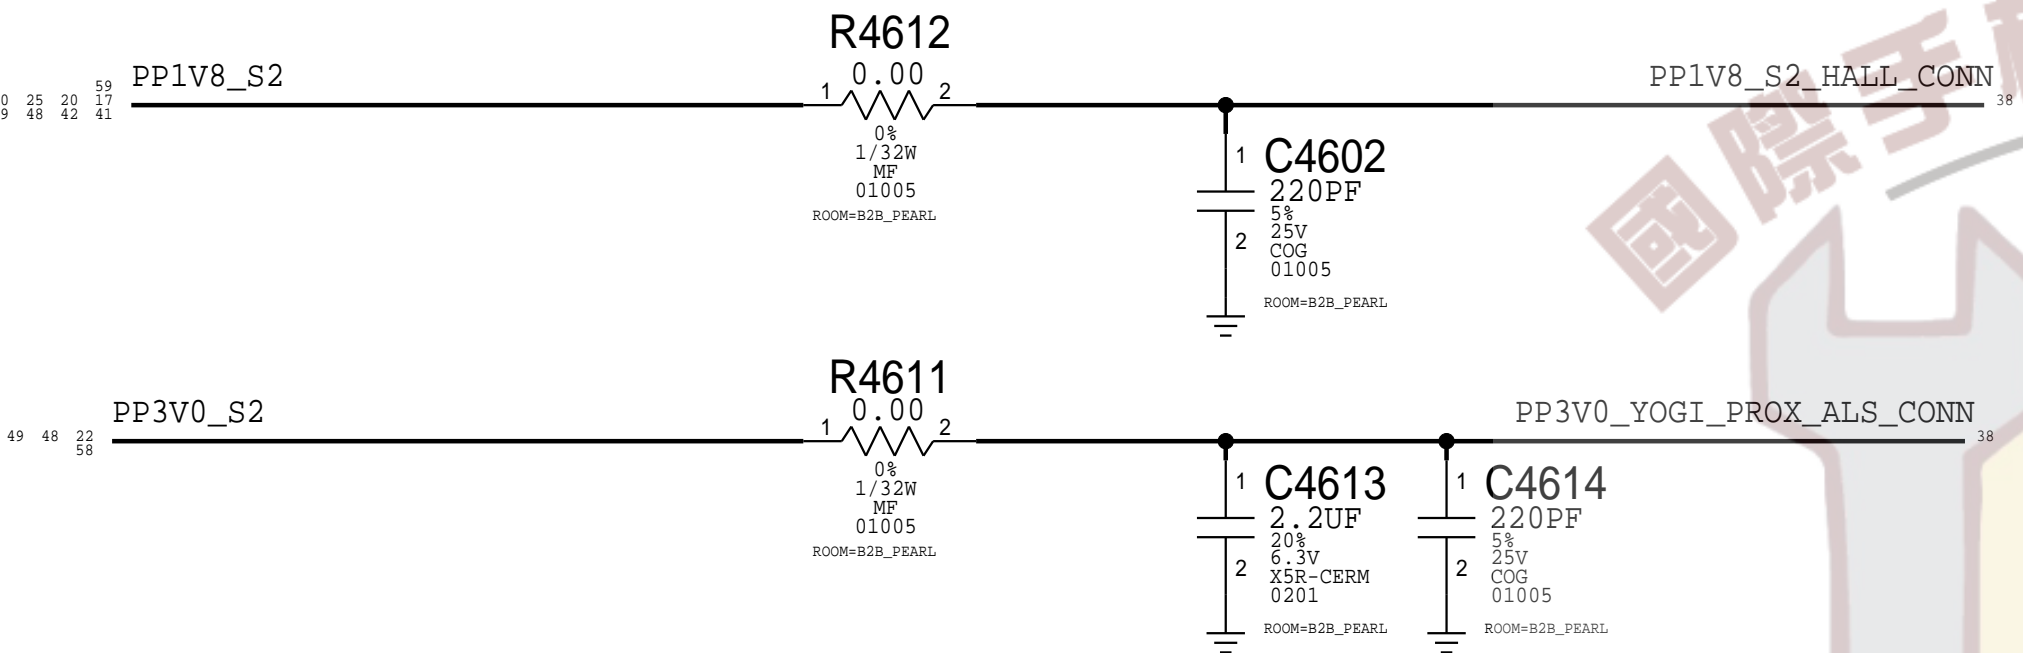 R4612
0.00
PP1V8_S2
PP1V8_S2_HALL_CONN
59
0 25 20 17
9 48 42 41
1
2
38
0%
1/32W
MF
01005
ROOM=B2B_PEARL
1
C4602
220PF
5%
25V
COG
01005
2
ROOM=B2B_PEARL
國際手
R4611
0.00
PP3V0_S2
PP3V0_YOGI_PROX_ALS_CONN
49 48 22
58
1
2
38
0%
1/32W
MF
01005
ROOM=B2B_PEARL
1
C4613
2.2UF
20%
6.3V
X5R-CERM
0201
2
ROOM=B2B_PEARL
1
C4614
220PF
5%
25V
COG
01005
2
ROOM=B2B_PEARL